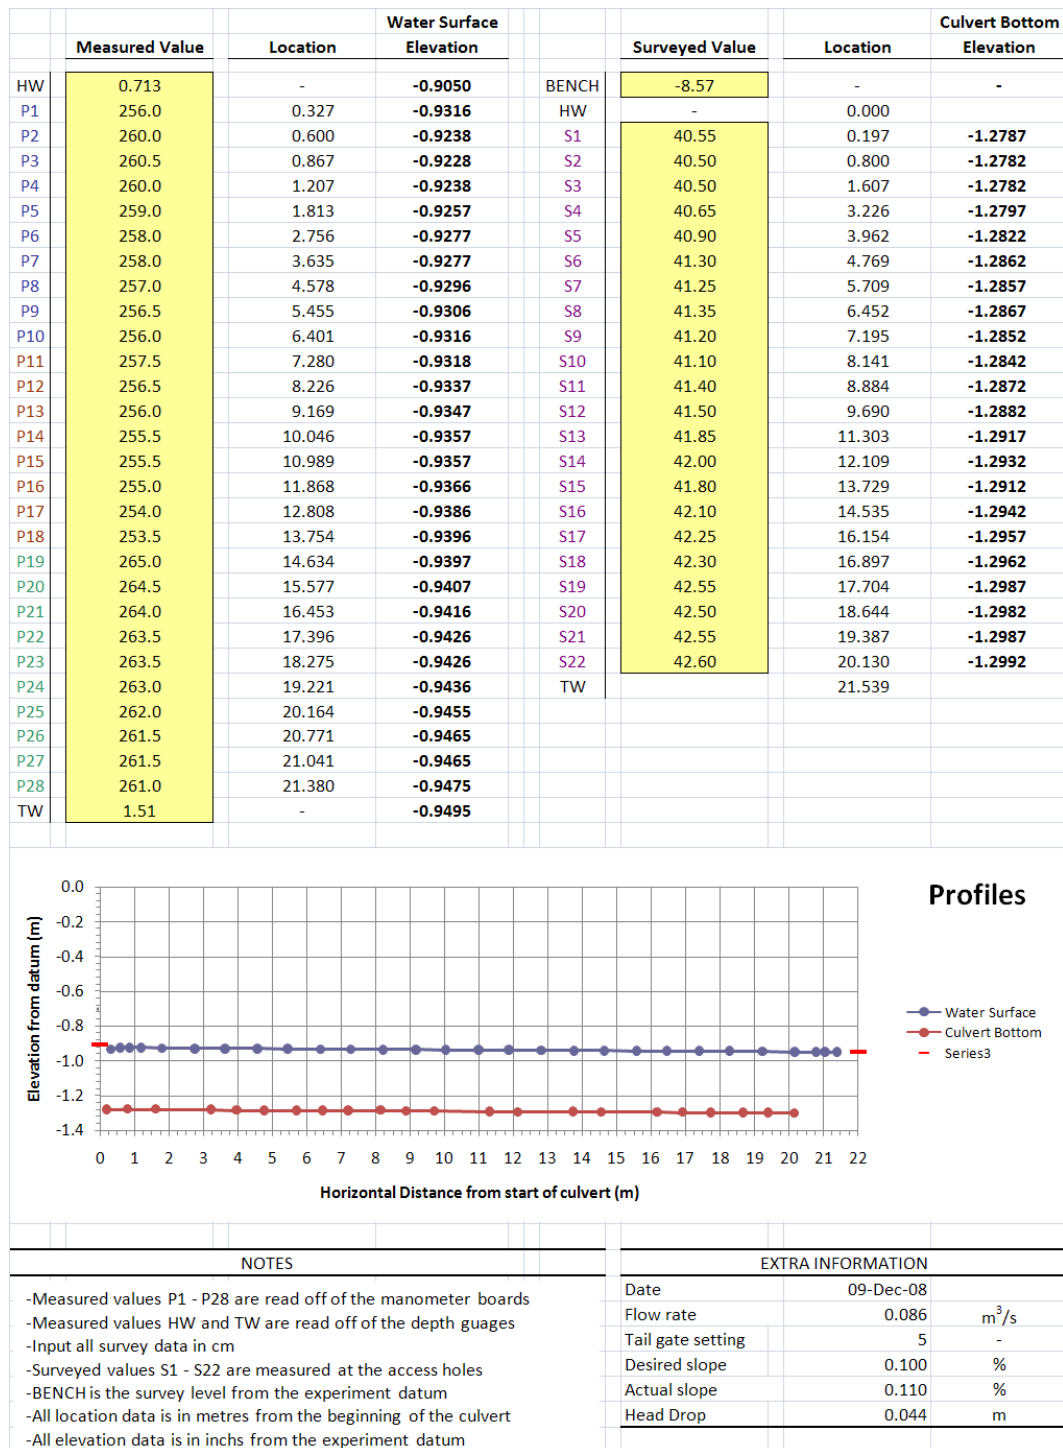 Water Surface Culvert Bottom
Measured Value Location Elevation Surveyed Value Location Elevation
HW 0.713 - -0.9050 BENCH -8.57 - -
P1 256.0 0.327 -0.9316 HW - 0.000
P2 260.0 0.600 -0.9238 S1 40.55 0.197 -1.2787
P3 260.5 0.867 -0.9228 S2 40.50 0.800 -1.2782
P4 260.0 1.207 -0.9238 S3 40.50 1.607 -1.2782
P5 259.0 1.813 -0.9257 S4 40.65 3.226 -1.2797
P6 258.0 2.756 -0.9277 S5 40.90 3.962 -1.2822
P7 258.0 3.635 -0.9277 S6 41.30 4.769 -1.2862
P8 257.0 4.578 -0.9296 S7 41.25 5.709 -1.2857
P9 256.5 5.455 -0.9306 S8 41.35 6.452 -1.2867
P10 256.0 6.401 -0.9316 S9 41.20 7.195 -1.2852
P11 257.5 7.280 -0.9318 S10 41.10 8.141 -1.2842
P12 256.5 8.226 -0.9337 S11 41.40 8.884 -1.2872
P13 256.0 9.169 -0.9347 S12 41.50 9.690 -1.2882
P14 255.5 10.046 -0.9357 S13 41.85 11.303 -1.2917
P15 255.5 10.989 -0.9357 S14 42.00 12.109 -1.2932
P16 255.0 11.868 -0.9366 S15 41.80 13.729 -1.2912
P17 254.0 12.808 -0.9386 S16 42.10 14.535 -1.2942
P18 253.5 13.754 -0.9396 S17 42.25 16.154 -1.2957
P19 265.0 14.634 -0.9397 S18 42.30 16.897 -1.2962
P20 264.5 15.577 -0.9407 S19 42.55 17.704 -1.2987
P21 264.0 16.453 -0.9416 S20 42.50 18.644 -1.2982
P22 263.5 17.396 -0.9426 S21 42.55 19.387 -1.2987
P23 263.5 18.275 -0.9426 S22 42.60 20.130 -1.2992
P24 263.0 19.221 -0.9436 TW 21.539
P25 262.0 20.164 -0.9455
P26 261.5 20.771 -0.9465
P27 261.5 21.041 -0.9465
P28 261.0 21.380 -0.9475
TW 1.51 - -0.9495
Profiles
Elevation from datum (m)
0.0
-0.2
-0.4
-0.6
-0.8
-1.0
-1.2
-1.4
0 1 2 3 4 5 6 7 8 9 10 11 12 13 14 15 16 17 18 19 20 21 22
Horizontal Distance from start of culvert (m)
Water Surface
Culvert Bottom
Series3
NOTES
-Measured values P1 - P28 are read off of the manometer boards
-Measured values HW and TW are read off of the depth guages
-Input all survey data in cm
-Surveyed values S1 - S22 are measured at the access holes
-BENCH is the survey level from the experiment datum
-All location data is in metres from the beginning of the culvert
-All elevation data is in inchs from the experiment datum
EXTRA INFORMATION
Date 09-Dec-08
Flow rate 0.086 m³/s
Tail gate setting 5 -
Desired slope 0.100 %
Actual slope 0.110 %
Head Drop 0.044 m